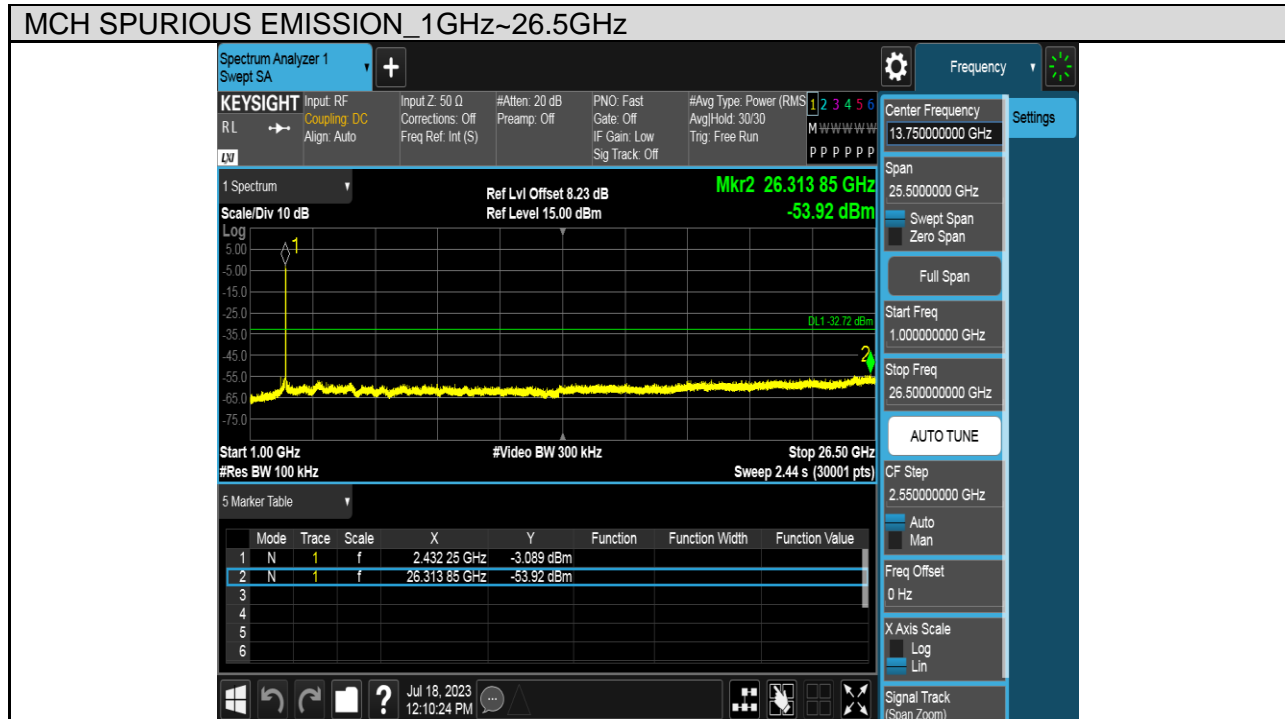 MCH SPURIOUS EMISSION_1GHz~26.5GHz
Spectrum Analyzer 1
Swept SA
+
Frequency
KEYSIGHT
RL
LXI
Input: RF
Coupling: DC
Align: Auto
Input Z: 50 Ω
Corrections: Off
Freq Ref: Int (S)
#Atten: 20 dB
Preamp: Off
PNO: Fast
Gate: Off
IF Gain: Low
Sig Track: Off
#Avg Type: Power (RMS
Avg|Hold: 30/30
Trig: Free Run
1 2 3 4 5 6
M W W W W W
P P P P P P
1 Spectrum
Scale/Div 10 dB
Ref Lvl Offset 8.23 dB
Ref Level 15.00 dBm
Mkr2 26.313 85 GHz
-53.92 dBm
Log
5.00
-5.00
-15.0
-25.0
-35.0
-45.0
-55.0
-65.0
-75.0
1
DL1 -32.72 dBm
2
Start 1.00 GHz
#Video BW 300 kHz
Stop 26.50 GHz
#Res BW 100 kHz
Sweep 2.44 s (30001 pts)
5 Marker Table
Mode Trace Scale X Y Function Function Width Function Value
1 N 1 f 2.432 25 GHz -3.089 dBm
2 N 1 f 26.313 85 GHz -53.92 dBm
3
4
5
6
?
Jul 18, 2023
12:10:24 PM
Center Frequency
13.750000000 GHz
Settings
Span
25.5000000 GHz
Swept Span
Zero Span
Full Span
Start Freq
1.000000000 GHz
Stop Freq
26.500000000 GHz
AUTO TUNE
CF Step
2.550000000 GHz
Auto
Man
Freq Offset
0 Hz
X Axis Scale
Log
Lin
Signal Track
(Span Zoom)